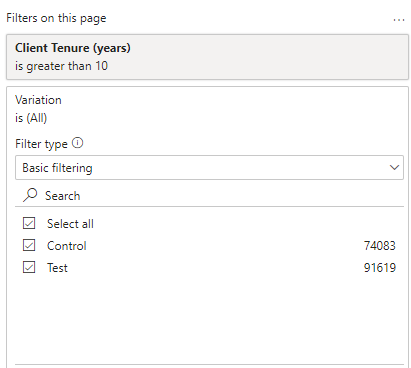 Filters on this page ...
Client Tenure (years)
is greater than 10
Variation
is (All)
Filter type
Basic filtering
Search
Select all
Control 74083
Test 91619